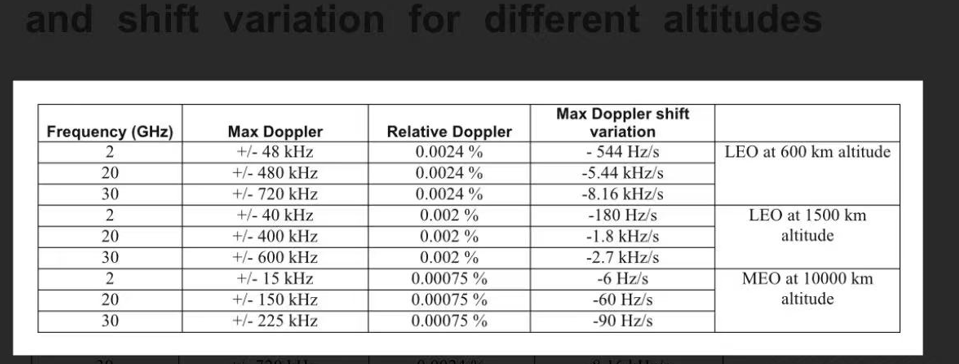 and shift variation for different altitudes
Frequency (GHz) Max Doppler Relative Doppler Max Doppler shift variation
2 +/- 48 kHz 0.0024 % - 544 Hz/s LEO at 600 km altitude
20 +/- 480 kHz 0.0024 % -5.44 kHz/s
30 +/- 720 kHz 0.0024 % -8.16 kHz/s
2 +/- 40 kHz 0.002 % -180 Hz/s LEO at 1500 km
20 +/- 400 kHz 0.002 % -1.8 kHz/s altitude
30 +/- 600 kHz 0.002 % -2.7 kHz/s
2 +/- 15 kHz 0.00075 % -6 Hz/s MEO at 10000 km
20 +/- 150 kHz 0.00075 % -60 Hz/s altitude
30 +/- 225 kHz 0.00075 % -90 Hz/s